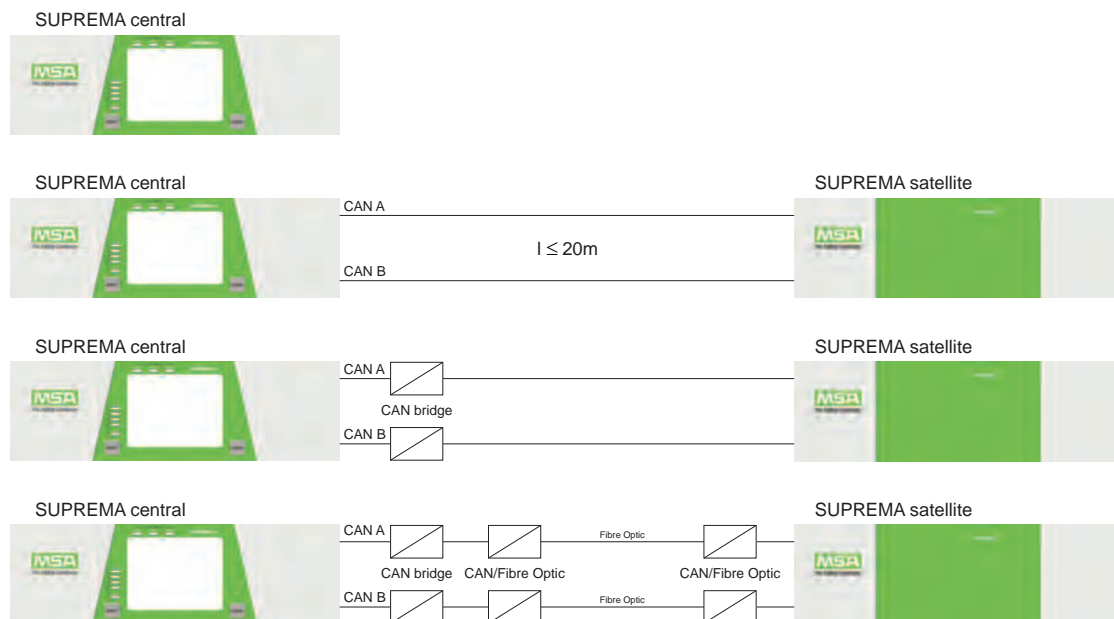 SUPREMA central
MSA
SUPREMA central
SUPREMA satellite
MSA
CAN A
l ≤ 20m
CAN B
MSA
SUPREMA central
SUPREMA satellite
MSA
CAN A
CAN bridge
CAN B
MSA
SUPREMA central
SUPREMA satellite
MSA
CAN A
Fibre Optic
CAN bridge
CAN/Fibre Optic
CAN/Fibre Optic
CAN B
Fibre Optic
MSA